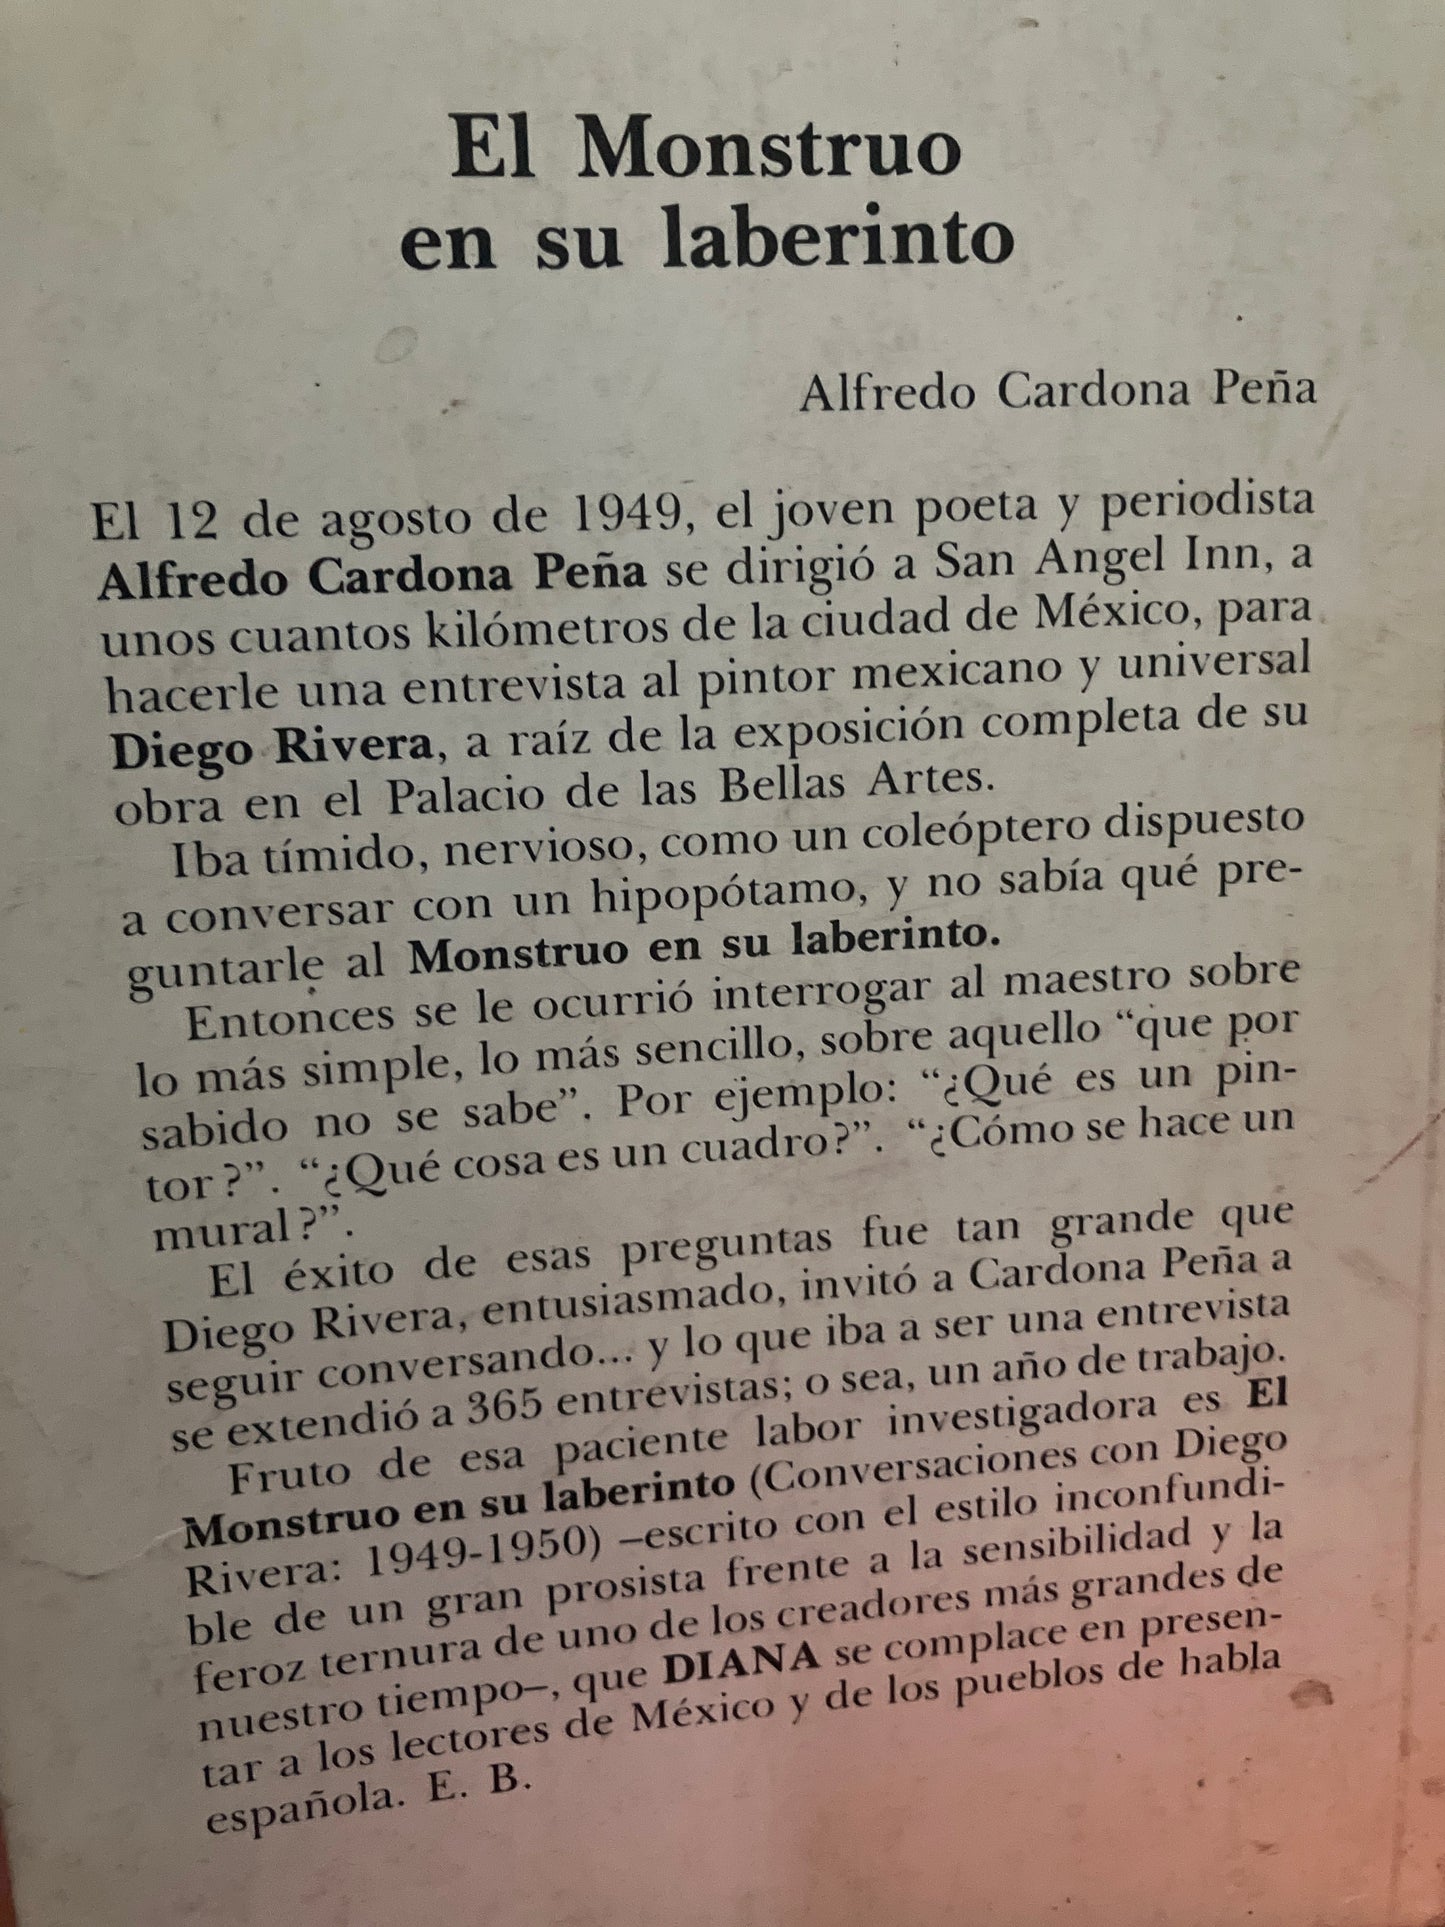 El Monstruo
en su laberinto
Alfredo Cardona Peña
El 12 de agosto de 1949, el joven poeta y periodista
Alfredo Cardona Peña se dirigió a San Angel Inn, a
unos cuantos kilómetros de la ciudad de México, para
hacerle una entrevista al pintor mexicano y universal
Diego Rivera, a raíz de la exposición completa de su
obra en el Palacio de las Bellas Artes.
Iba tímido, nervioso, como un coleóptero dispuesto
a conversar con un hipopótamo, y no sabía qué pre-
guntarle al Monstruo en su laberinto.
Entonces se le ocurrió interrogar al maestro sobre
lo más simple, lo más sencillo, sobre aquello “que por
sabido no se sabe”. Por ejemplo: “¿Qué es un pin-
tor?”. “¿Qué cosa es un cuadro?”. “¿Cómo se hace un
mural?”.
El éxito de esas preguntas fue tan grande que
Diego Rivera, entusiasmado, invitó a Cardona Peña a
seguir conversando... y lo que iba a ser una entrevista
se extendió a 365 entrevistas; o sea, un año de trabajo.
Fruto de esa paciente labor investigadora es El
Monstruo en su laberinto (Conversaciones con Diego
Rivera: 1949-1950) –escrito con el estilo inconfundi-
ble de un gran prosista frente a la sensibilidad y la
feroz ternura de uno de los creadores más grandes de
nuestro tiempo–, que DIANA se complace en presen-
tar a los lectores de México y de los pueblos de habla
española. E. B.